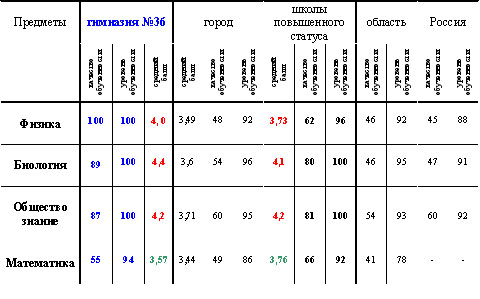 Предметы гимназия №36 город школы повышенного статуса область Россия
качество обученности уровень обученности средний балл средний балл качество обученности уровень обученности средний балл качество обученности уровень обученности качество обученности уровень обученности качество обученности уровень обученности
Физика 100 100 4,0 3,49 48 92 3,73 62 96 46 92 45 88
Биология 89 100 4,4 3,6 54 96 4,1 80 100 46 95 47 91
Общество
знание 87 100 4,2 3,71 60 95 4,2 81 100 54 93 60 92
Математика 55 94 3,57 3,44 49 86 3,76 66 92 41 78 - -